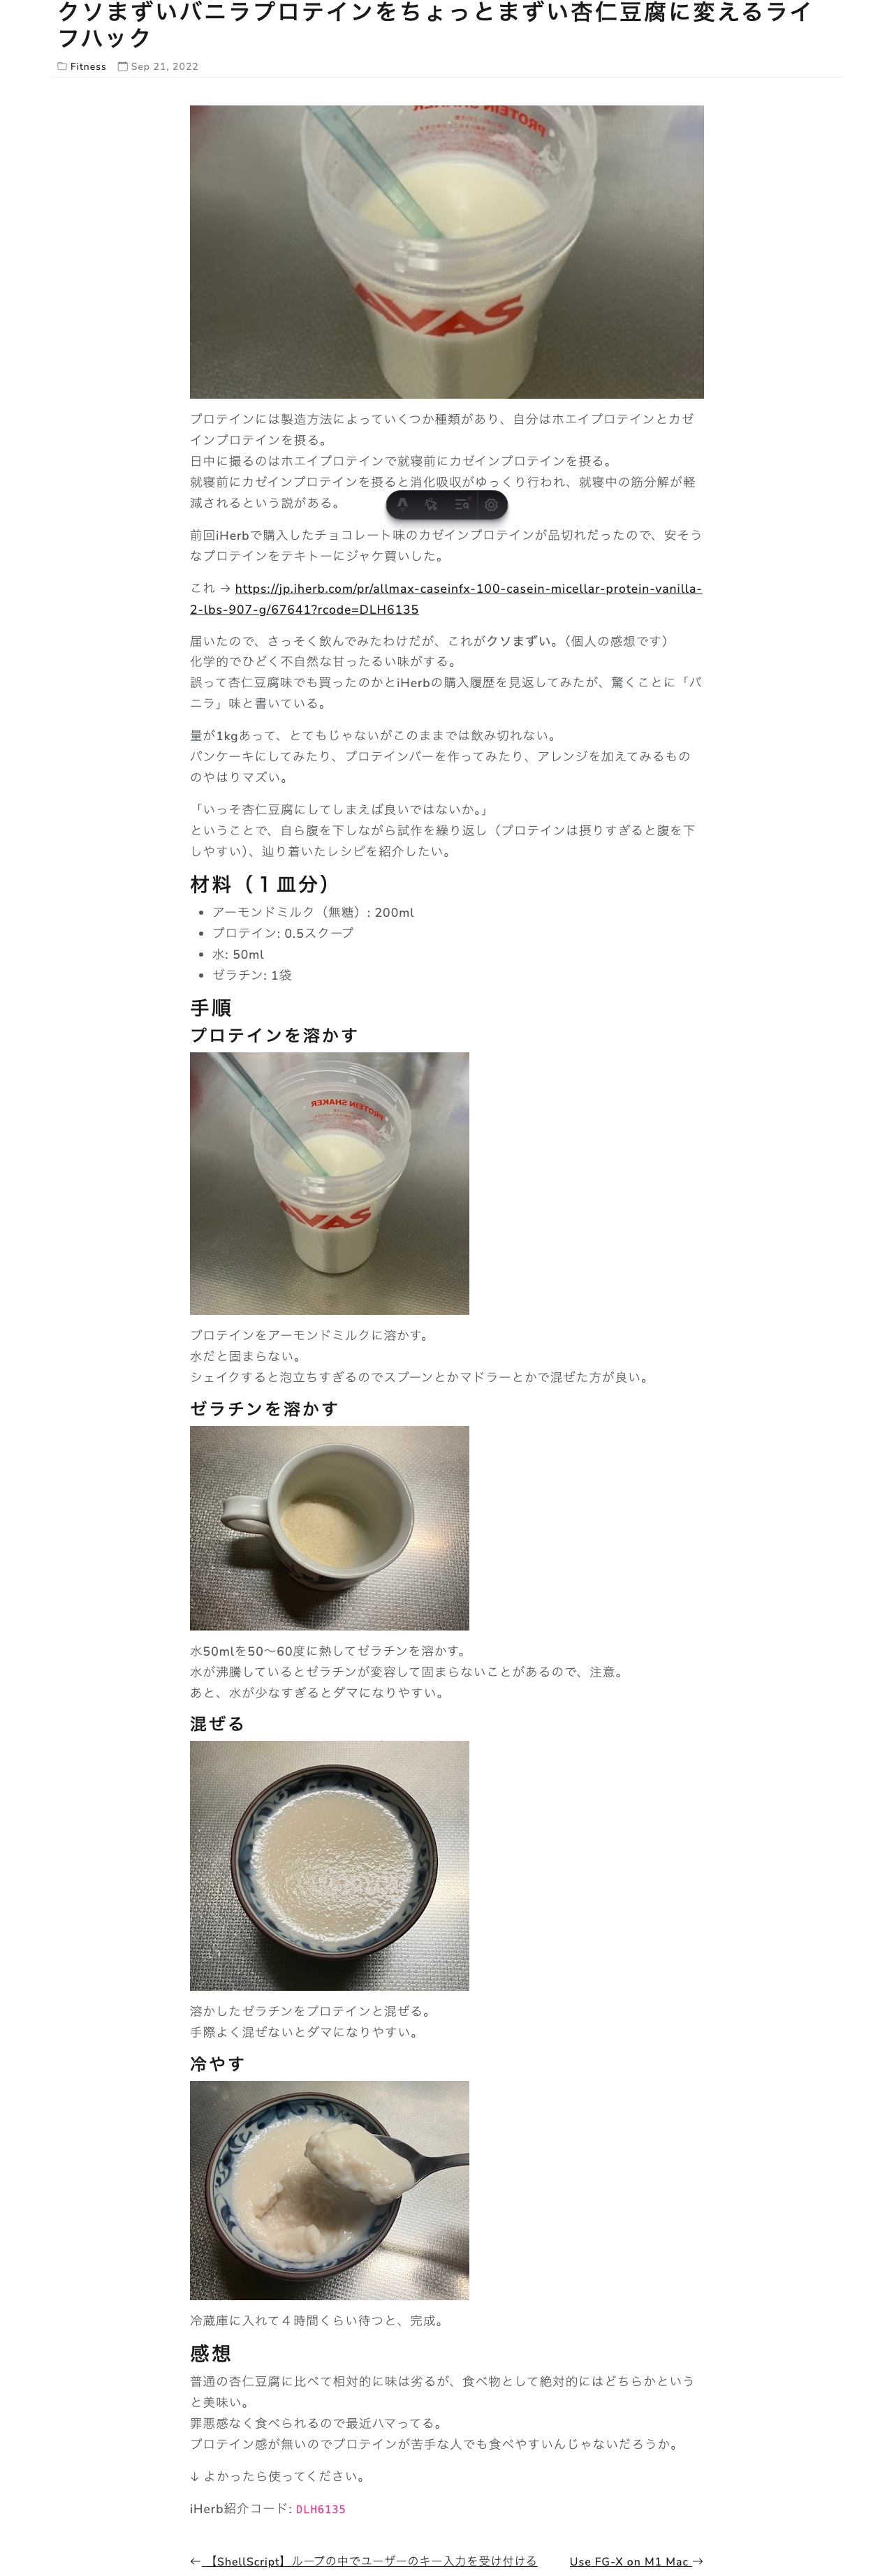 クソまずいバニラプロテインをちょっとまずい杏仁豆腐に変えるライ
フハック
Fitness Sep 21, 2022
PROTEIN SHAKER
AVAS
プロテインには製造方法によっていくつか種類があり、自分はホエイプロテインとカゼ
インプロテインを摂る。
日中に撮るのはホエイプロテインで就寝前にカゼインプロテインを摂る。
就寝前にカゼインプロテインを摂ると消化吸収がゆっくり行われ、就寝中の筋分解が軽
減されるという説がある。
前回iHerbで購入したチョコレート味のカゼインプロテインが品切れだったので、安そう
なプロテインをテキトーにジャケ買いした。
これ → https://jp.iherb.com/pr/allmax-caseinfx-100-casein-micellar-protein-vanilla-
2-lbs-907-g/67641?rcode=DLH6135
届いたので、さっそく飲んでみたわけだが、これがクソまずい。（個人の感想です）
化学的でひどく不自然な甘ったるい味がする。
誤って杏仁豆腐味でも買ったのかとiHerbの購入履歴を見返してみたが、驚くことに「バ
ニラ」味と書いている。
量が1kgあって、とてもじゃないがこのままでは飲み切れない。
パンケーキにしてみたり、プロテインバーを作ってみたり、アレンジを加えてみるもの
のやはりマズい。
「いっそ杏仁豆腐にしてしまえば良いではないか。」
ということで、自ら腹を下しながら試作を繰り返し（プロテインは摂りすぎると腹を下
しやすい）、辿り着いたレシピを紹介したい。
材料（１皿分）
• アーモンドミルク（無糖）: 200ml
• プロテイン: 0.5スクープ
• 水: 50ml
• ゼラチン: 1袋
手順
プロテインを溶かす
PROTEIN SHAKER
AVAS
プロテインをアーモンドミルクに溶かす。
水だと固まらない。
シェイクすると泡立ちすぎるのでスプーンとかマドラーとかで混ぜた方が良い。
ゼラチンを溶かす
水50mlを50〜60度に熱してゼラチンを溶かす。
水が沸騰しているとゼラチンが変容して固まらないことがあるので、注意。
あと、水が少なすぎるとダマになりやすい。
混ぜる
溶かしたゼラチンをプロテインと混ぜる。
手際よく混ぜないとダマになりやすい。
冷やす
冷蔵庫に入れて４時間くらい待つと、完成。
感想
普通の杏仁豆腐に比べて相対的に味は劣るが、食べ物として絶対的にはどちらかという
と美味い。
罪悪感なく食べられるので最近ハマってる。
プロテイン感が無いのでプロテインが苦手な人でも食べやすいんじゃないだろうか。
↓ よかったら使ってください。
iHerb紹介コード: DLH6135
← 【ShellScript】ループの中でユーザーのキー入力を受け付ける Use FG-X on M1 Mac →